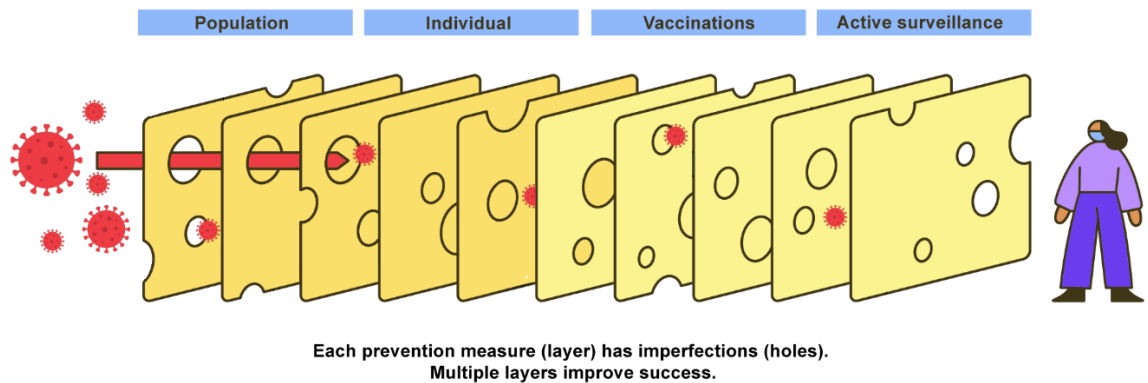 Population
Individual
Vaccinations
Active surveillance
Each prevention measure (layer) has imperfections (holes).
Multiple layers improve success.